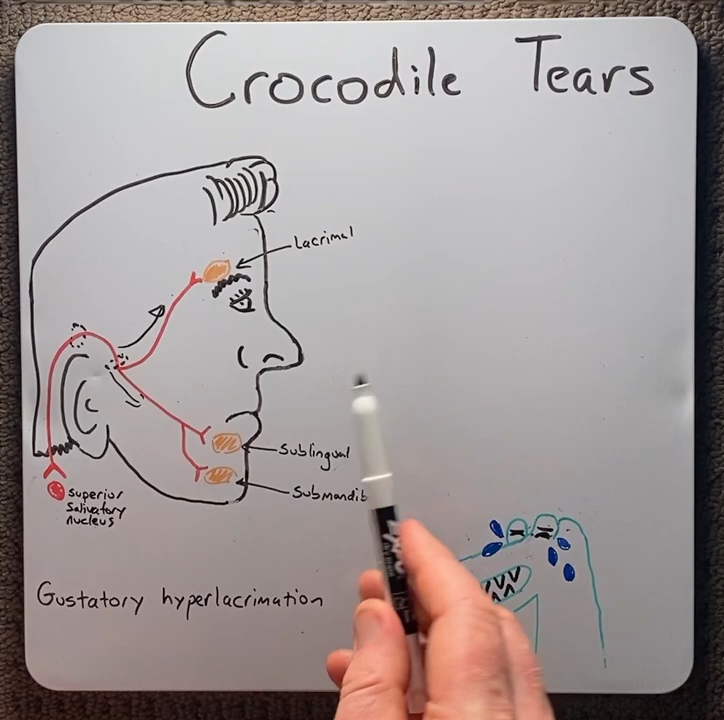 Crocodile Tears
Lacrimal
Sublingual
Submandib
Superior
Salivatory
nucleus
Gustatory hyperlacrimation